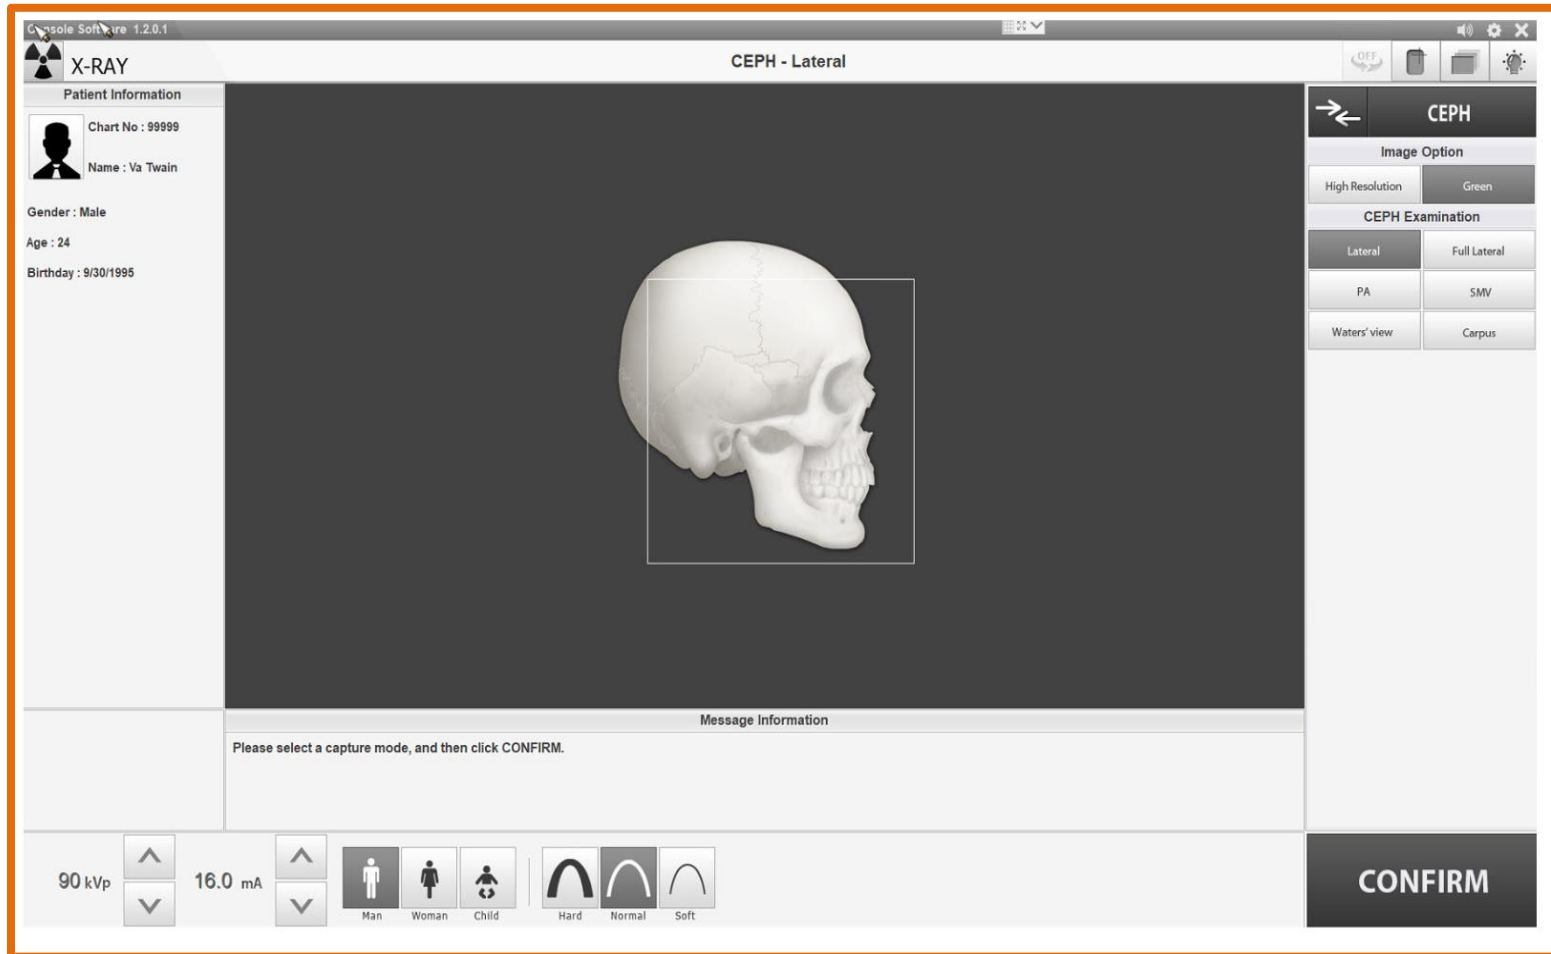 Console Software 1.2.0.1
X-RAY
CEPH - Lateral
OFF
Patient Information
Chart No : 99999
Name : Va Twain
Gender : Male
Age : 24
Birthday : 9/30/1995
CEPH
Image Option
High Resolution
Green
CEPH Examination
Lateral
Full Lateral
PA
SMV
Waters' view
Carpus
Message Information
Please select a capture mode, and then click CONFIRM.
90 kVp
16.0 mA
Man
Woman
Child
Hard
Normal
Soft
CONFIRM